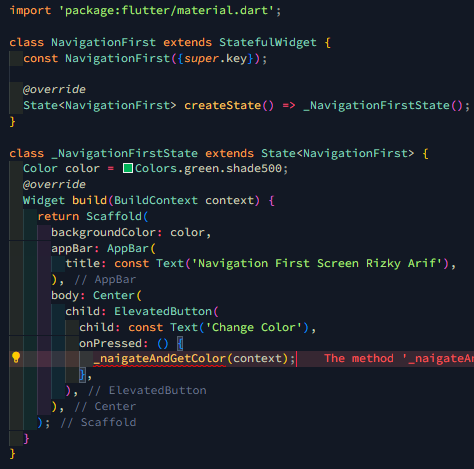 import 'package:flutter/material.dart';

class NavigationFirst extends StatefulWidget {
  const NavigationFirst({super.key});

  @override
  State<NavigationFirst> createState() => _NavigationFirstState();
}

class _NavigationFirstState extends State<NavigationFirst> {
  Color color = Colors.green.shade500;
  @override
  Widget build(BuildContext context) {
    return Scaffold(
      backgroundColor: color,
      appBar: AppBar(
        title: const Text('Navigation First Screen Rizky Arif'),
      ), // AppBar
      body: Center(
        child: ElevatedButton(
          child: const Text('Change Color'),
          onPressed: () {
            _naigateAndGetColor(context);    The method '_naigateAn
          },
        ), // ElevatedButton
      ), // Center
    ); // Scaffold
  }
}